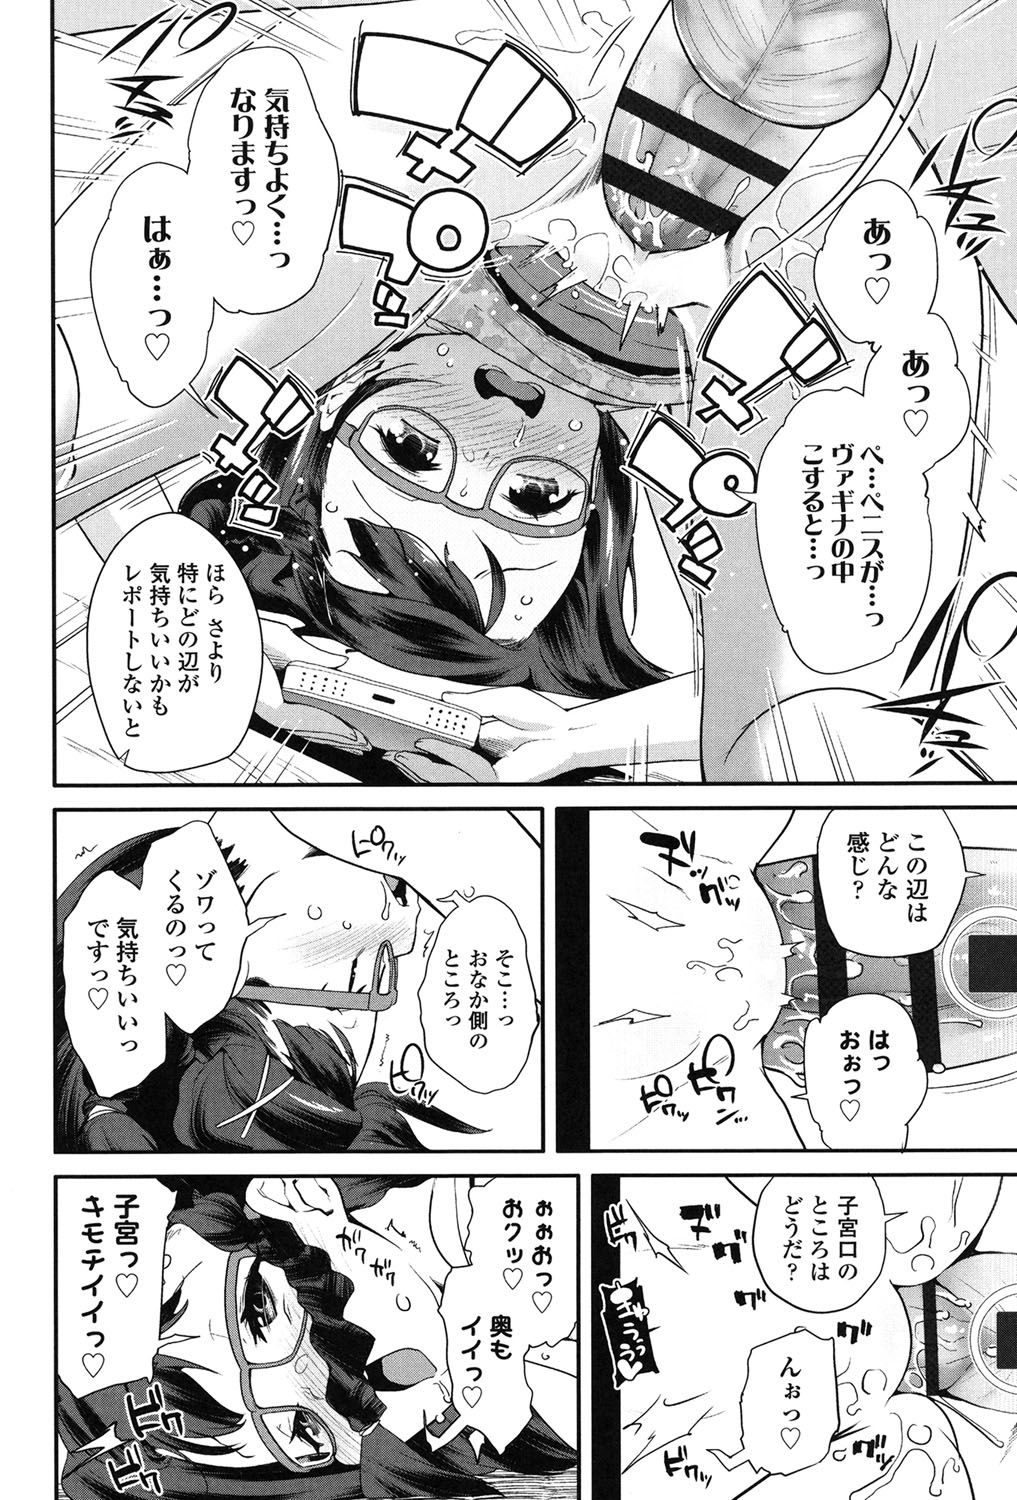 あっ♡
あっ♡
ペ…ペニスが…っ
ヴァギナの中
こすると…っ
気持ちよく…っ
なりますっ♡
はぁ…っ♡
ほら さより
特にどの辺が
気持ちいいかも
レポートしないと
この辺は
どんな
感じ?
はっ
おぉっ♡
そこ…っ
おなか側の
ところっ
ゾワって
くるのっ♡
気持ちいいっ
ですっ♡
子宮口の
ところは
どうだ?
んぉっ♡
ぉぉおっ♡
おクッ♡
奥も
イイっ♡
子宮っ♡
キモチイイっ♡